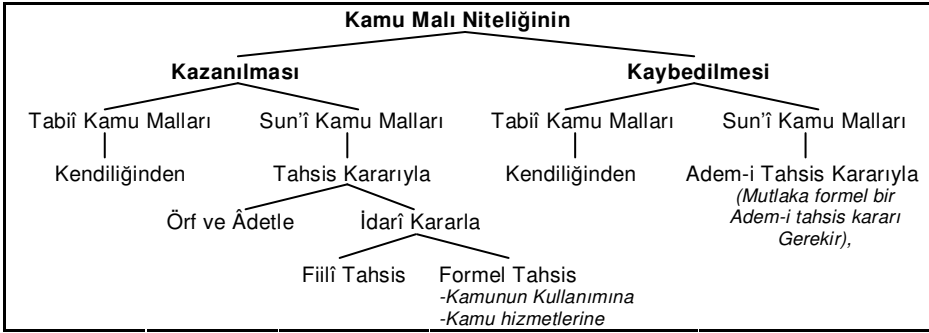 Kamu Malı Niteliğinin
Kazanılması Kaybedilmesi
Tabiî Kamu Malları Sun’î Kamu Malları Tabiî Kamu Malları Sun’î Kamu Malları
Kendiliğinden Tahsis Kararıyla Kendiliğinden Adem-i Tahsis Kararıyla
(Mutlaka formel bir
Adem-i tahsis kararı
Gerekir),
Örf ve Âdetle İdarî Kararla
Fiilî Tahsis Formel Tahsis
-Kamunun Kullanımına
-Kamu hizmetlerine